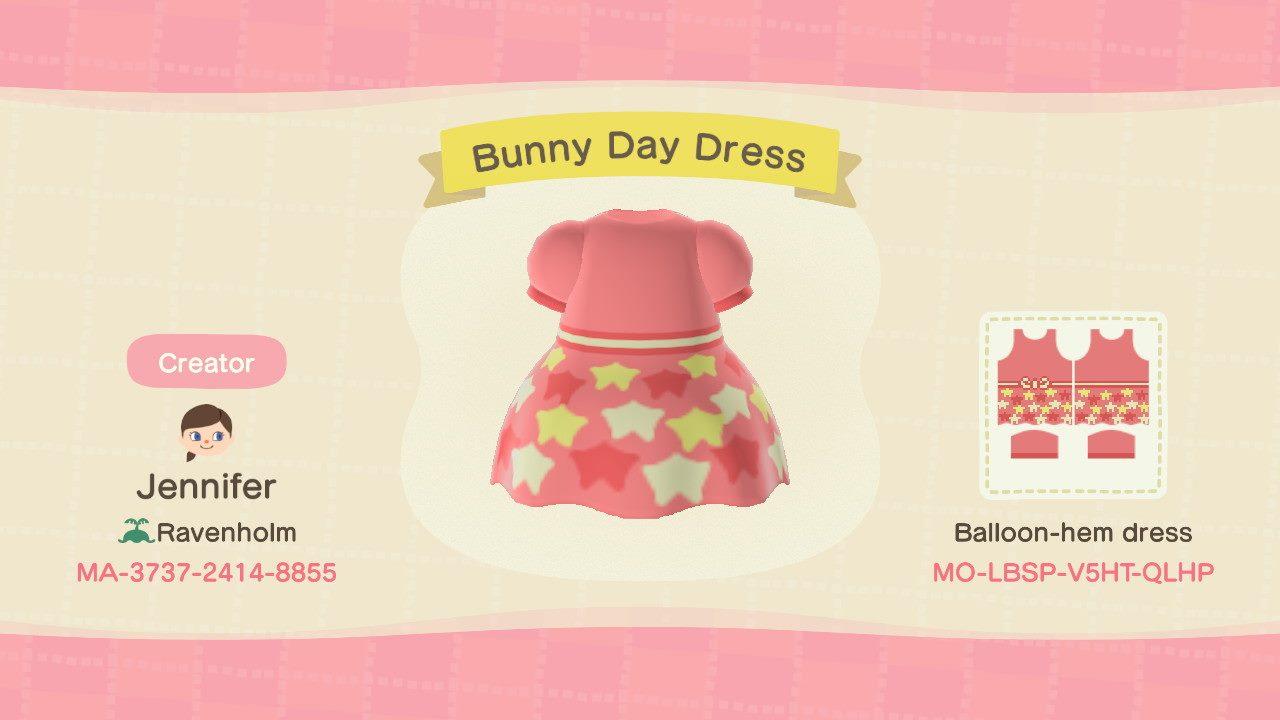 Bunny Day Dress
Creator
Jennifer
Ravenholm
MA-3737-2414-8855
Balloon-hem dress
MO-LBSP-V5HT-QLHP